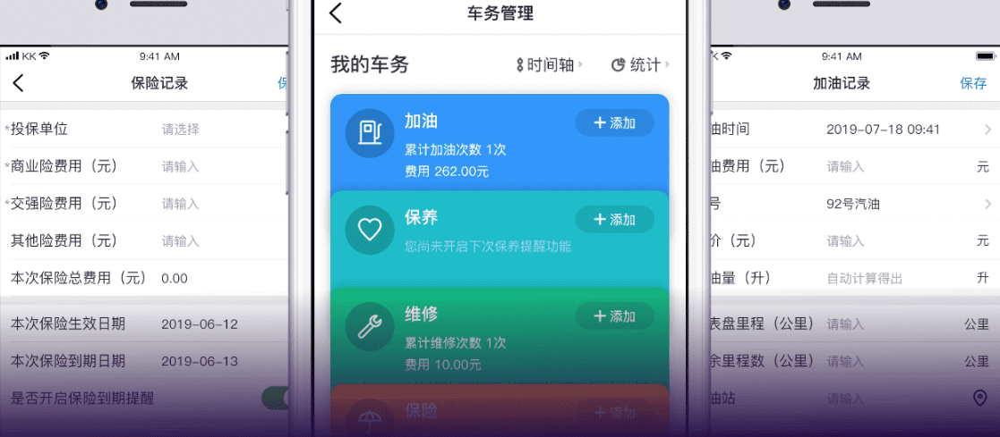 KK 9:41 AM
保险记录
*投保单位 请选择
*商业险费用（元） 请输入
*交强险费用（元） 请输入
其他险费用（元） 请输入
本次保险总费用（元） 0.00
本次保险生效日期 2019-06-12
本次保险到期日期 2019-06-13
是否开启保险到期提醒
车务管理
我的车务 时间轴 统计
加油 +添加
累计加油次数 1次
费用 262.00元
保养 +添加
您尚未开启下次保养提醒功能
维修 +添加
累计维修次数 1次
费用 10.00元
保险 +添加
9:41 AM
加油记录 保存
油时间 2019-07-18 09:41
油费用（元） 请输入 元
号 92号汽油
价（元） 请输入 元
油量（升） 自动计算得出 升
表盘里程（公里） 请输入 公里
余里程数（公里） 请输入 公里
油站 请输入